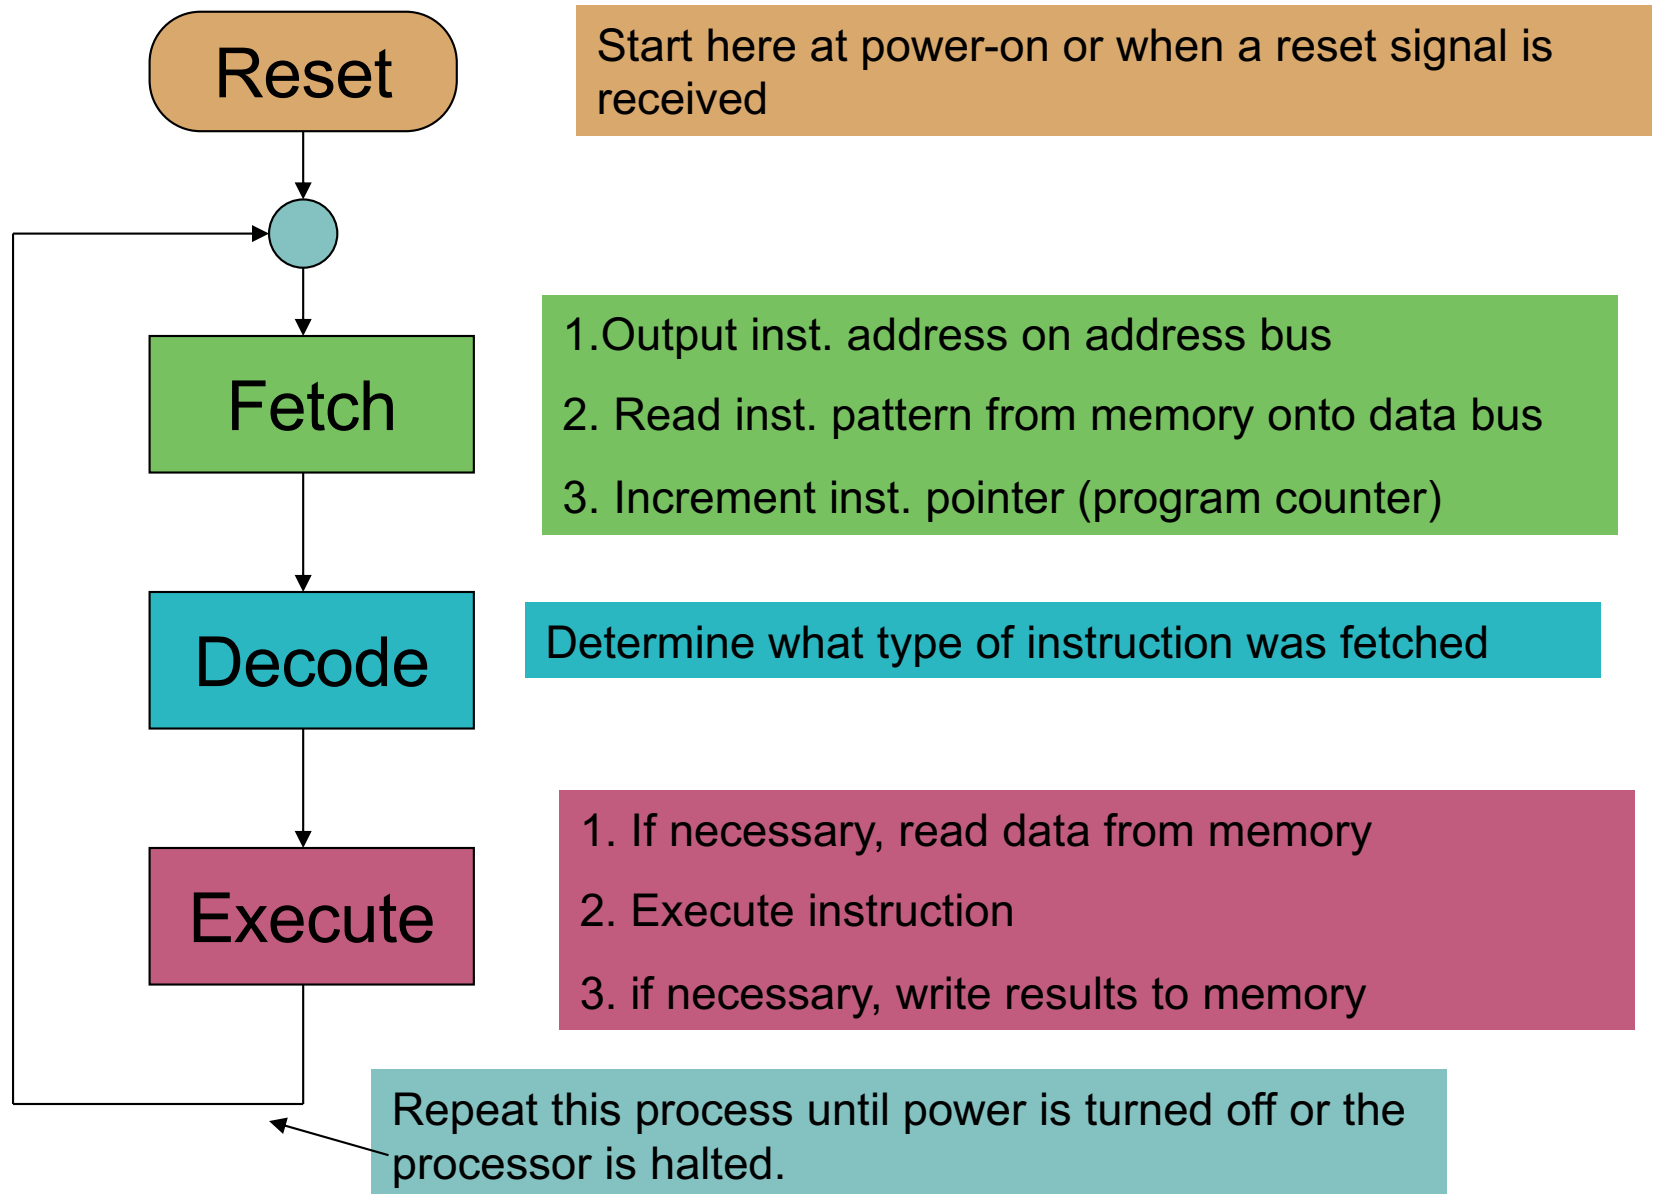 Reset
Start here at power-on or when a reset signal is
received
Fetch
1.Output inst. address on address bus
2. Read inst. pattern from memory onto data bus
3. Increment inst. pointer (program counter)
Decode
Determine what type of instruction was fetched
Execute
1. If necessary, read data from memory
2. Execute instruction
3. if necessary, write results to memory
Repeat this process until power is turned off or the
processor is halted.